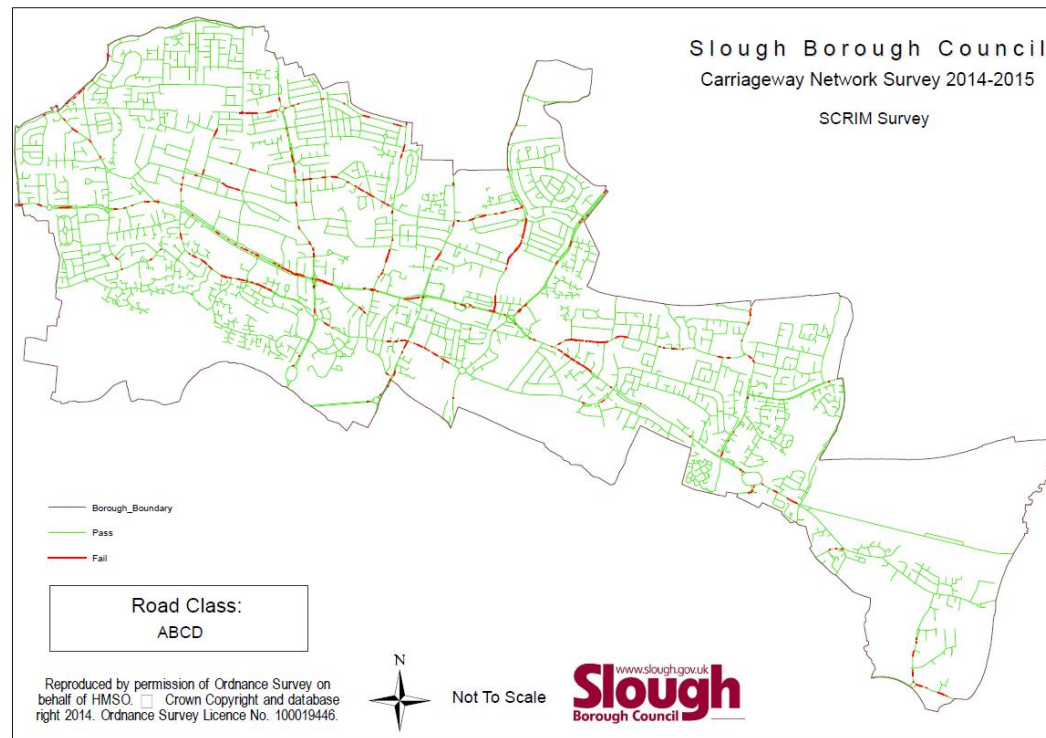 Slough Borough Council
Carriageway Network Survey 2014-2015
SCRIM Survey
Borough_Boundary
Pass
Fail
Road Class:
ABCD
Reproduced by permission of Ordnance Survey on
behalf of HMSO. Crown Copyright and database
right 2014. Ordnance Survey Licence No. 100019446.
N
Not To Scale
www.slough.gov.uk
Slough
Borough Council